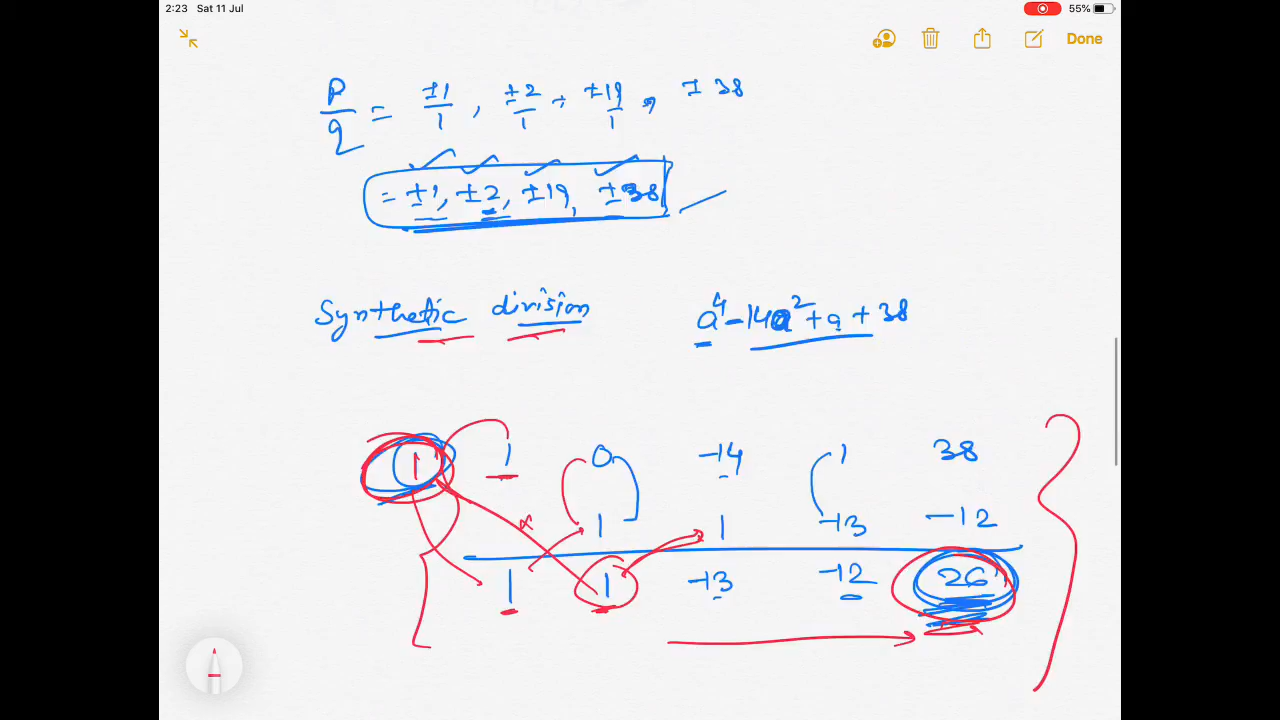 2:23 Sat 11 Jul 55%
Done
p/q = ±1/1, ±2/1, ±19/1, ±38
= ±1, ±2, ±19, ±38
Synthetic division a⁴-14a²+a+38
1 1 0 -14 1 38
1 1 -13 -12
1 1 -13 -12 26